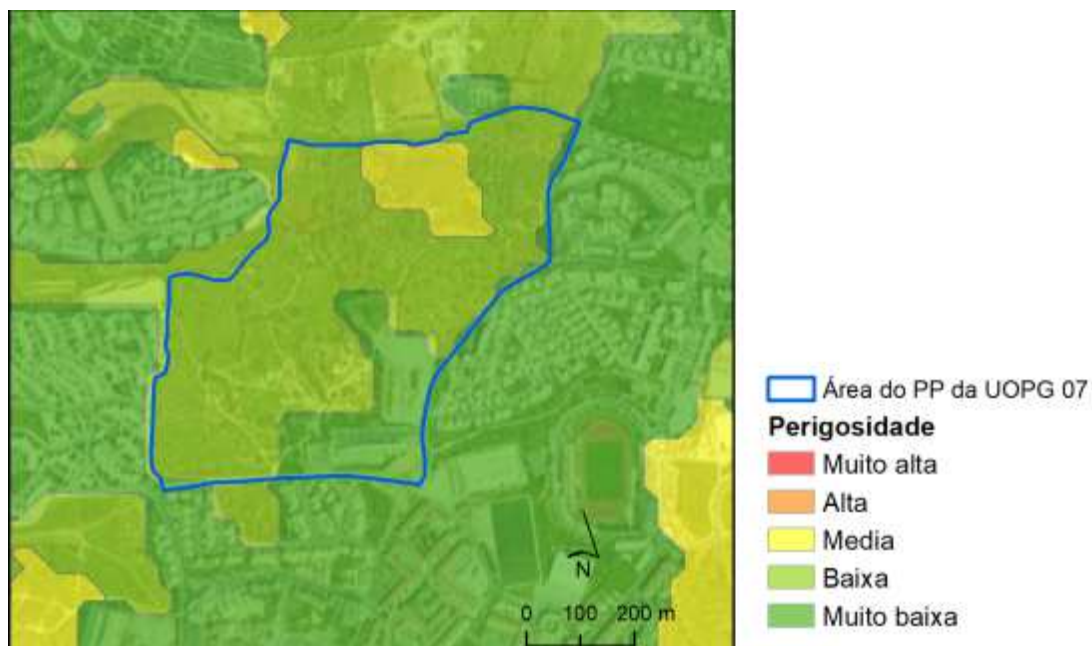 Área do PP da UOPG 07
Perigosidade
Muito alta
Alta
Media
Baixa
Muito baixa
N
0 100 200 m